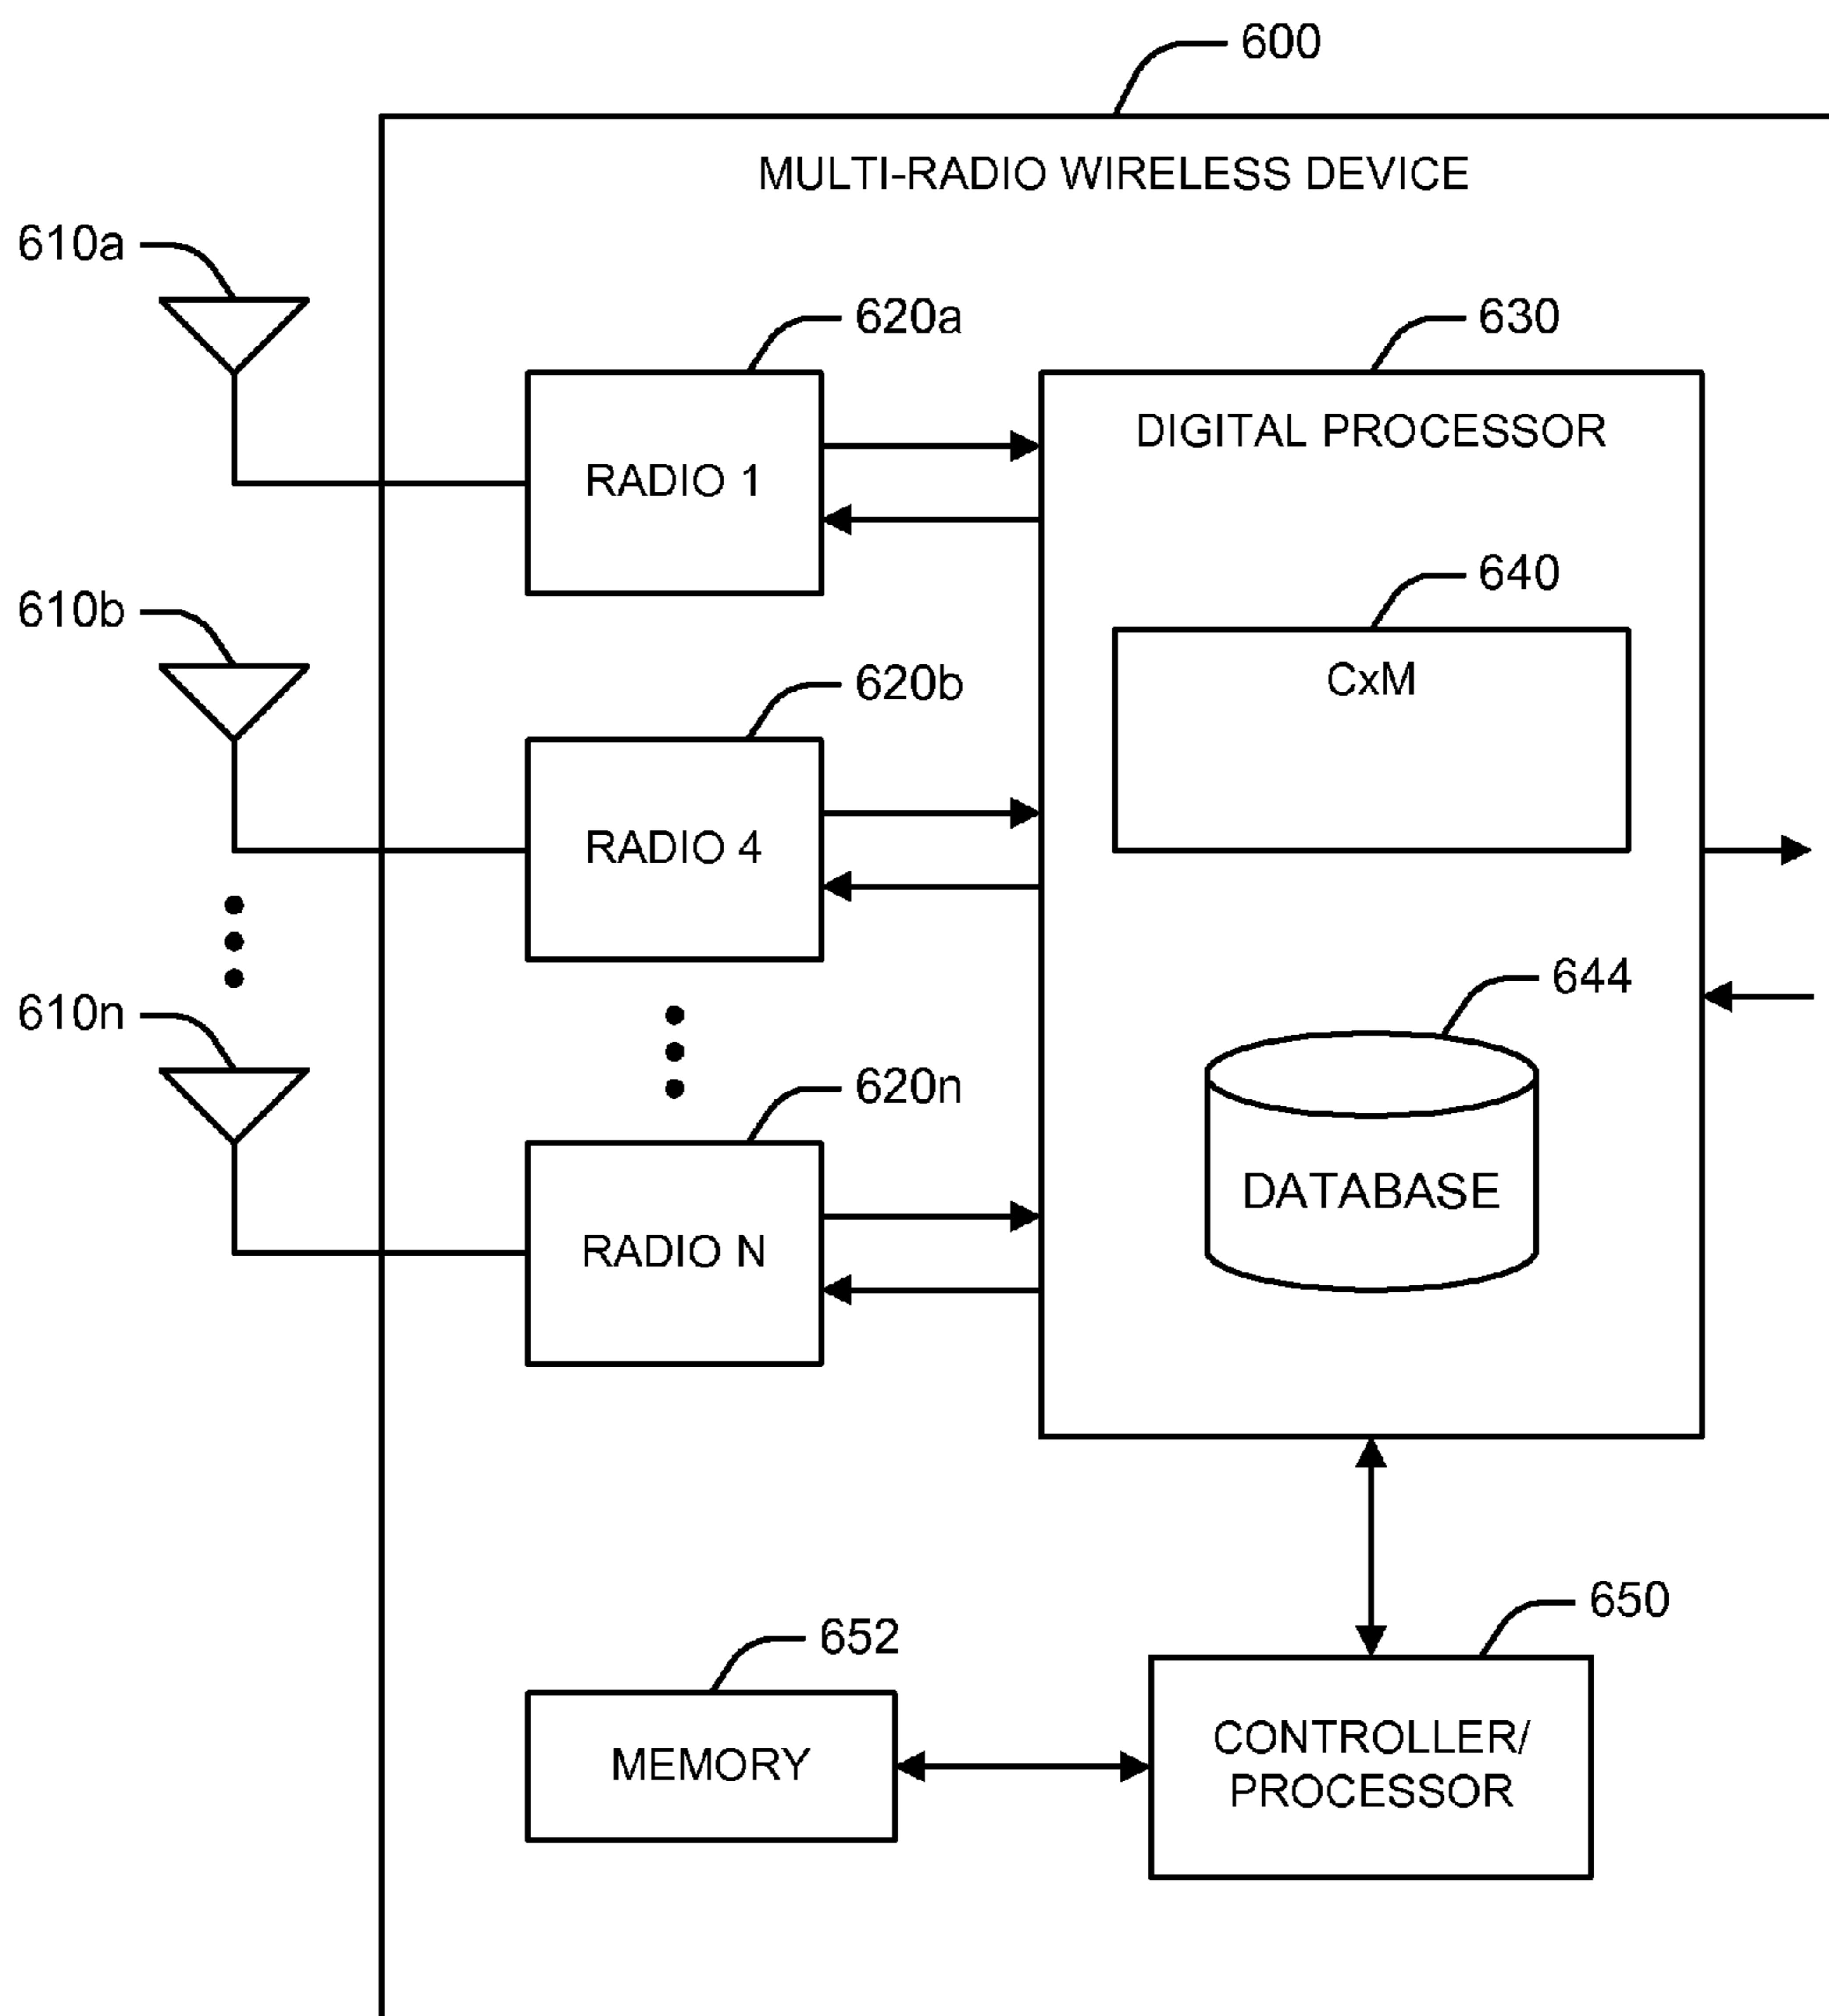 600
MULTI-RADIO WIRELESS DEVICE
610a
620a
630
DIGITAL PROCESSOR
RADIO 1
640
610b
CxM
620b
RADIO 4
644
610n
620n
DATABASE
RADIO N
650
652
CONTROLLER/
PROCESSOR
MEMORY